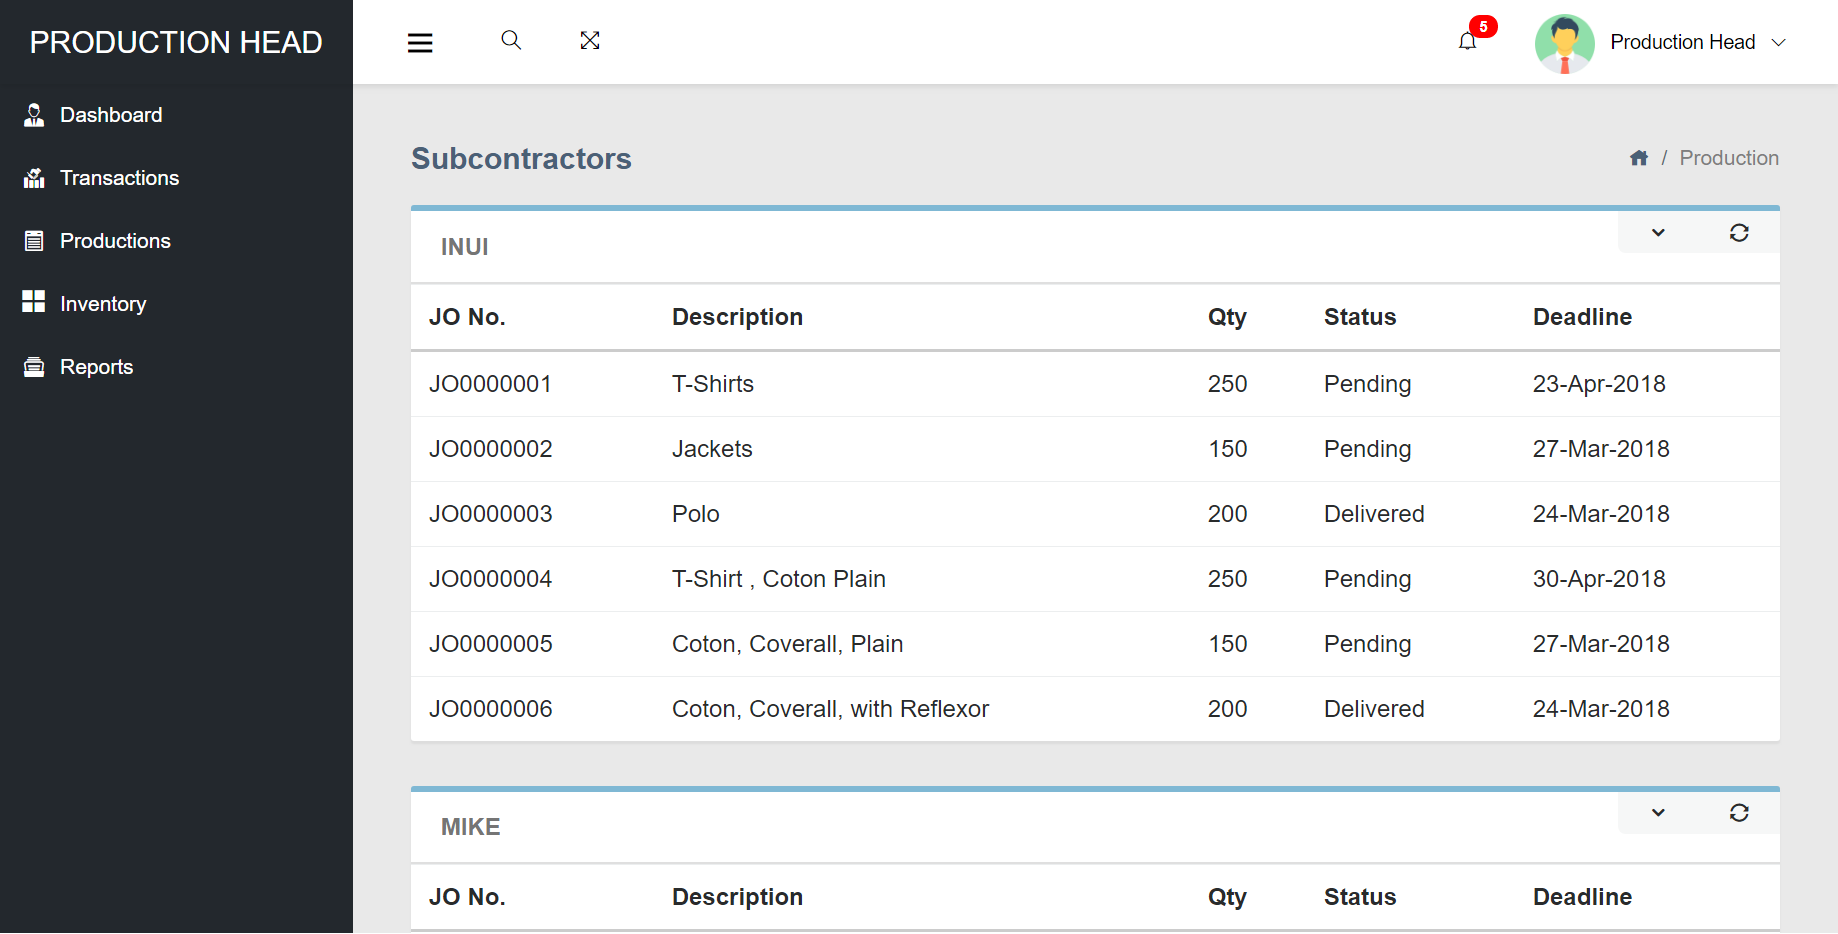 PRODUCTION HEAD
5
Production Head
Dashboard
Transactions
Productions
Inventory
Reports
Subcontractors
/ Production
INUI
JO No. Description Qty Status Deadline
JO0000001 T-Shirts 250 Pending 23-Apr-2018
JO0000002 Jackets 150 Pending 27-Mar-2018
JO0000003 Polo 200 Delivered 24-Mar-2018
JO0000004 T-Shirt , Coton Plain 250 Pending 30-Apr-2018
JO0000005 Coton, Coverall, Plain 150 Pending 27-Mar-2018
JO0000006 Coton, Coverall, with Reflexor 200 Delivered 24-Mar-2018
MIKE
JO No. Description Qty Status Deadline